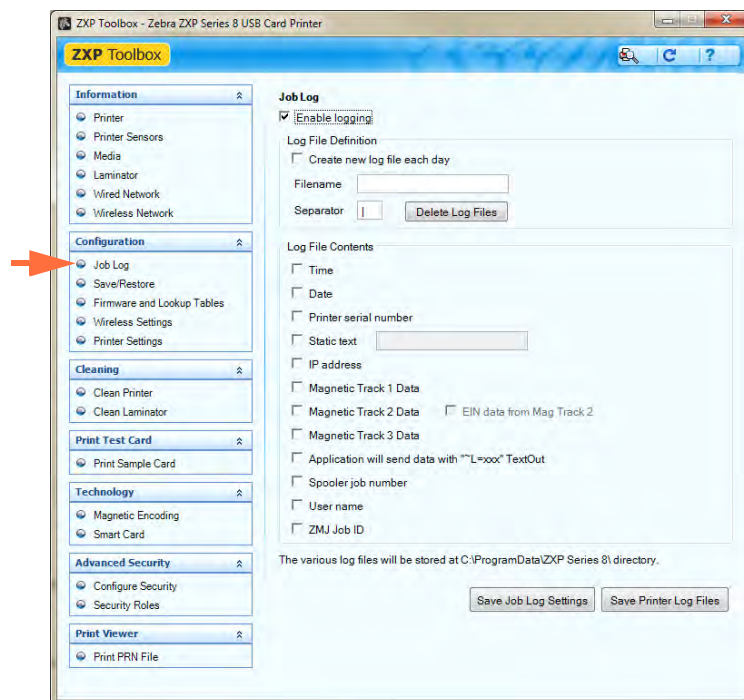 ZXP Toolbox - Zebra ZXP Series 8 USB Card Printer
ZXP Toolbox
?
Information
Printer
Printer Sensors
Media
Laminator
Wired Network
Wireless Network
Configuration
Job Log
Save/Restore
Firmware and Lookup Tables
Wireless Settings
Printer Settings
Cleaning
Clean Printer
Clean Laminator
Print Test Card
Print Sample Card
Technology
Magnetic Encoding
Smart Card
Advanced Security
Configure Security
Security Roles
Print Viewer
Print PRN File
Job Log
Enable logging
Log File Definition
Create new log file each day
Filename
Separator |
Delete Log Files
Log File Contents
Time
Date
Printer serial number
Static text
IP address
Magnetic Track 1 Data
Magnetic Track 2 Data EIN data from Mag Track 2
Magnetic Track 3 Data
Application will send data with "~L=xxx" TextOut
Spooler job number
User name
ZMJ Job ID
The various log files will be stored at C:\ProgramData\ZXP Series 8\ directory.
Save Job Log Settings Save Printer Log Files